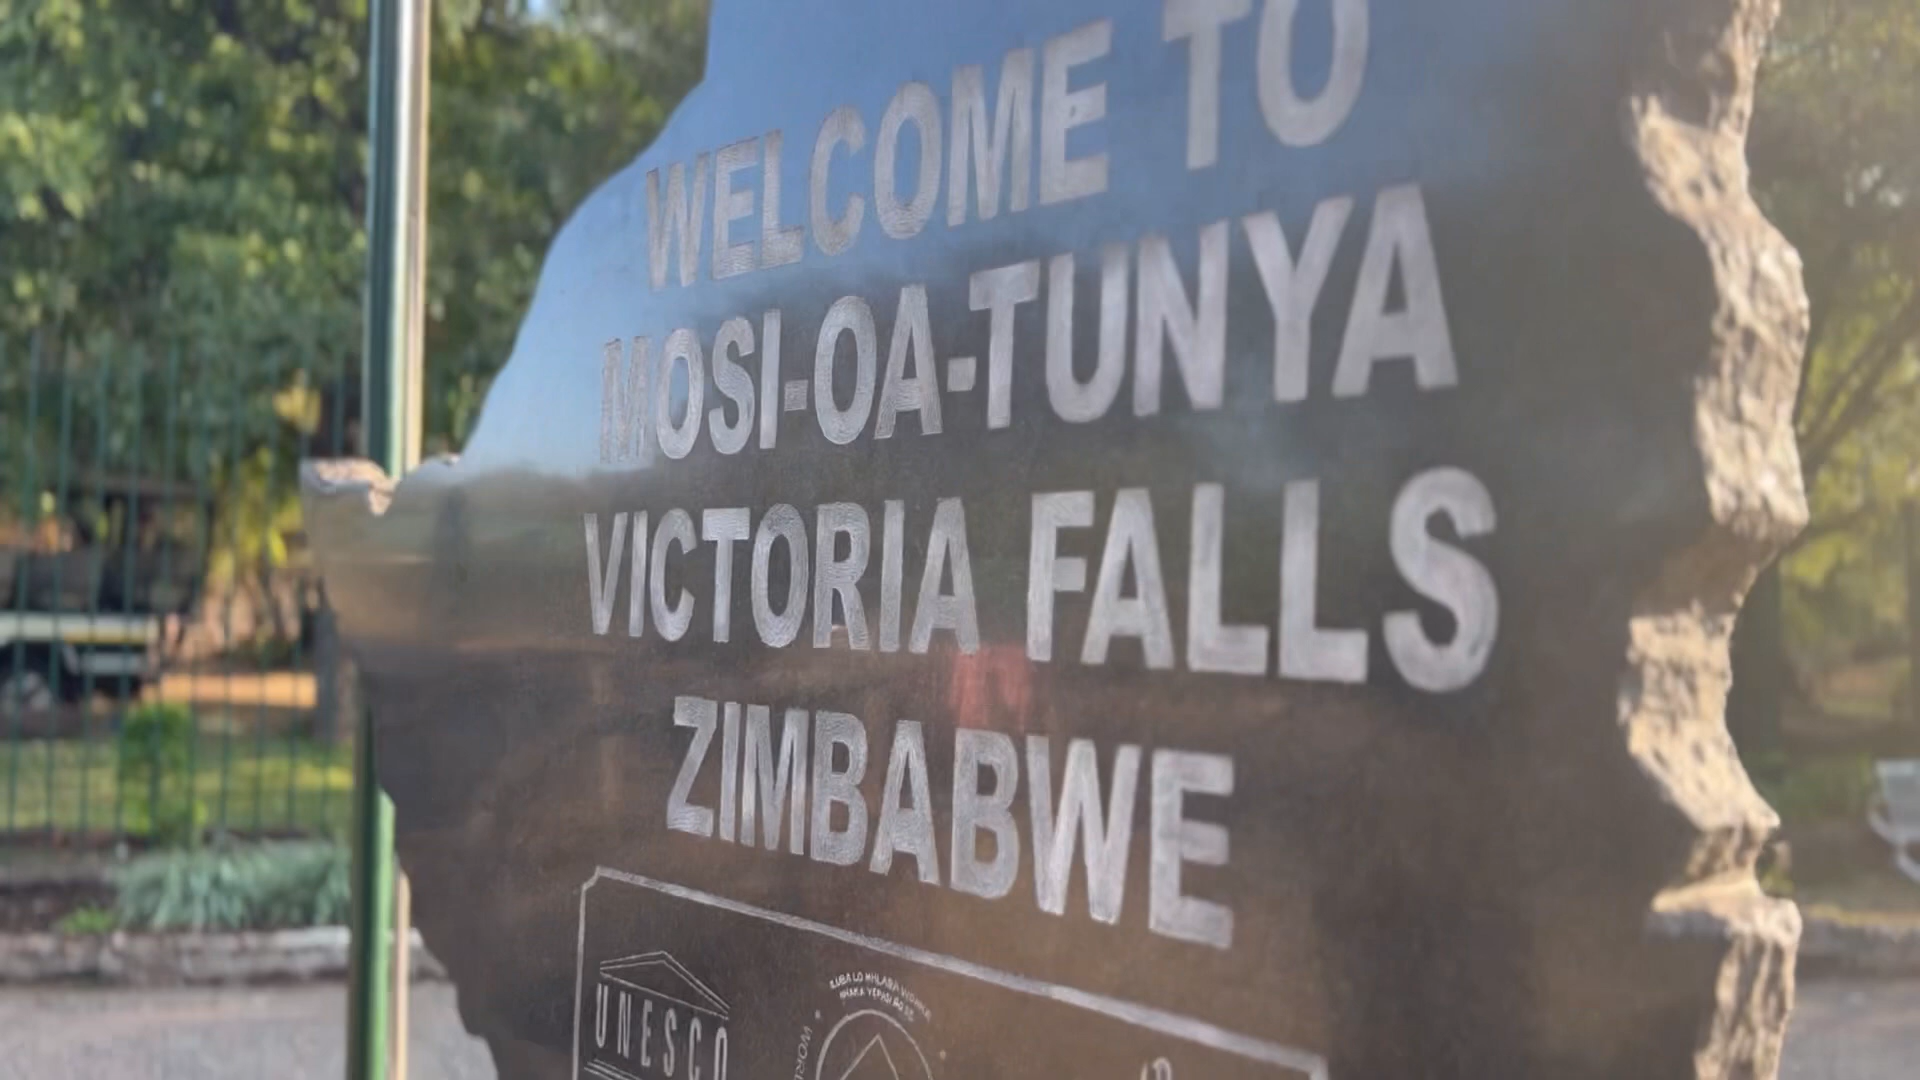 WELCOME TO
MOSI-OA-TUNYA
VICTORIA FALLS
ZIMBABWE
UNESCO